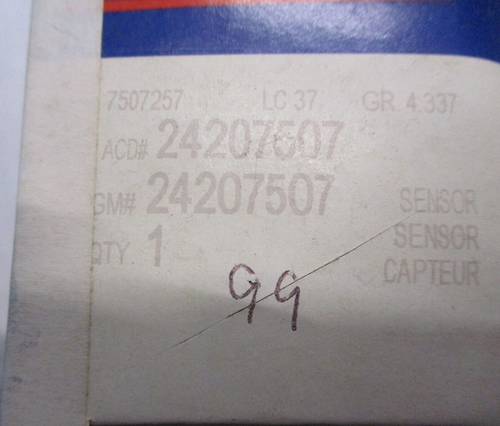 7507257 LC 37 GR. 4.337
ACD# 24207507
GM# 24207507 SENSOR
SENSOR
QTY 1 CAPTEUR
99